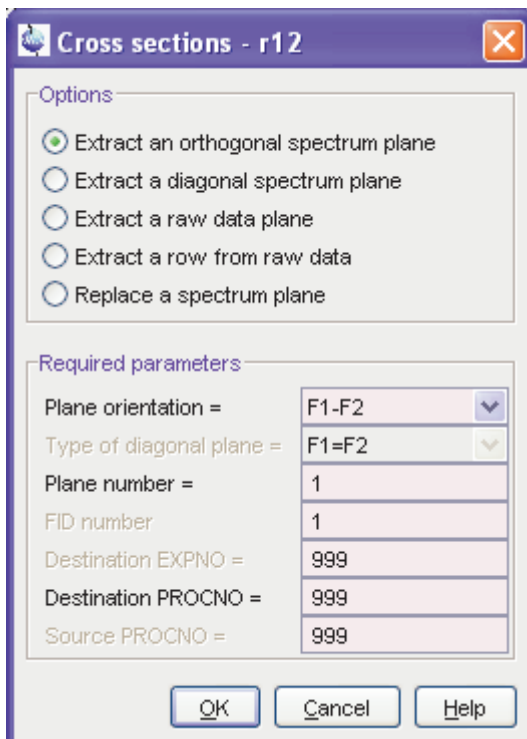 Cross sections - r12
Options
Extract an orthogonal spectrum plane
Extract a diagonal spectrum plane
Extract a raw data plane
Extract a row from raw data
Replace a spectrum plane
Required parameters
Plane orientation = F1-F2
Type of diagonal plane = F1=F2
Plane number = 1
FID number 1
Destination EXPNO = 999
Destination PROCNO = 999
Source PROCNO = 999
OK Cancel Help